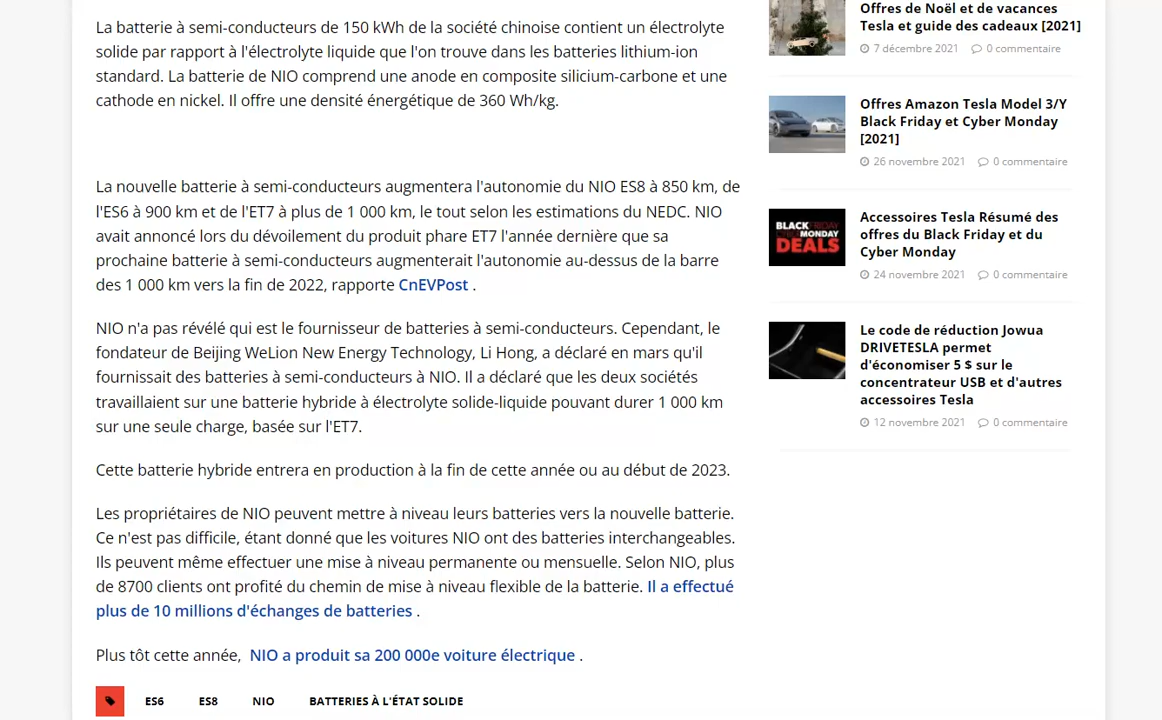 La batterie à semi-conducteurs de 150 kWh de la société chinoise contient un électrolyte
solide par rapport à l'électrolyte liquide que l'on trouve dans les batteries lithium-ion
standard. La batterie de NIO comprend une anode en composite silicium-carbone et une
cathode en nickel. Il offre une densité énergétique de 360 Wh/kg.
La nouvelle batterie à semi-conducteurs augmentera l'autonomie du NIO ES8 à 850 km, de
l'ES6 à 900 km et de l'ET7 à plus de 1 000 km, le tout selon les estimations du NEDC. NIO
avait annoncé lors du dévoilement du produit phare ET7 l'année dernière que sa
prochaine batterie à semi-conducteurs augmenterait l'autonomie au-dessus de la barre
des 1 000 km vers la fin de 2022, rapporte CnEVPost .
NIO n'a pas révélé qui est le fournisseur de batteries à semi-conducteurs. Cependant, le
fondateur de Beijing WeLion New Energy Technology, Li Hong, a déclaré en mars qu'il
fournissait des batteries à semi-conducteurs à NIO. Il a déclaré que les deux sociétés
travaillaient sur une batterie hybride à électrolyte solide-liquide pouvant durer 1 000 km
sur une seule charge, basée sur l'ET7.
Cette batterie hybride entrera en production à la fin de cette année ou au début de 2023.
Les propriétaires de NIO peuvent mettre à niveau leurs batteries vers la nouvelle batterie.
Ce n'est pas difficile, étant donné que les voitures NIO ont des batteries interchangeables.
Ils peuvent même effectuer une mise à niveau permanente ou mensuelle. Selon NIO, plus
de 8700 clients ont profité du chemin de mise à niveau flexible de la batterie. Il a effectué
plus de 10 millions d'échanges de batteries .
Plus tôt cette année, NIO a produit sa 200 000e voiture électrique .
ES6 ES8 NIO BATTERIES À L'ÉTAT SOLIDE
Offres de Noël et de vacances
Tesla et guide des cadeaux [2021]
7 décembre 2021 0 commentaire
Offres Amazon Tesla Model 3/Y
Black Friday et Cyber Monday
[2021]
26 novembre 2021 0 commentaire
BLACK FRIDAY
CYBER MONDAY
DEALS
Accessoires Tesla Résumé des
offres du Black Friday et du
Cyber Monday
24 novembre 2021 0 commentaire
Le code de réduction Jowua
DRIVETESLA permet
d'économiser 5 $ sur le
concentrateur USB et d'autres
accessoires Tesla
12 novembre 2021 0 commentaire